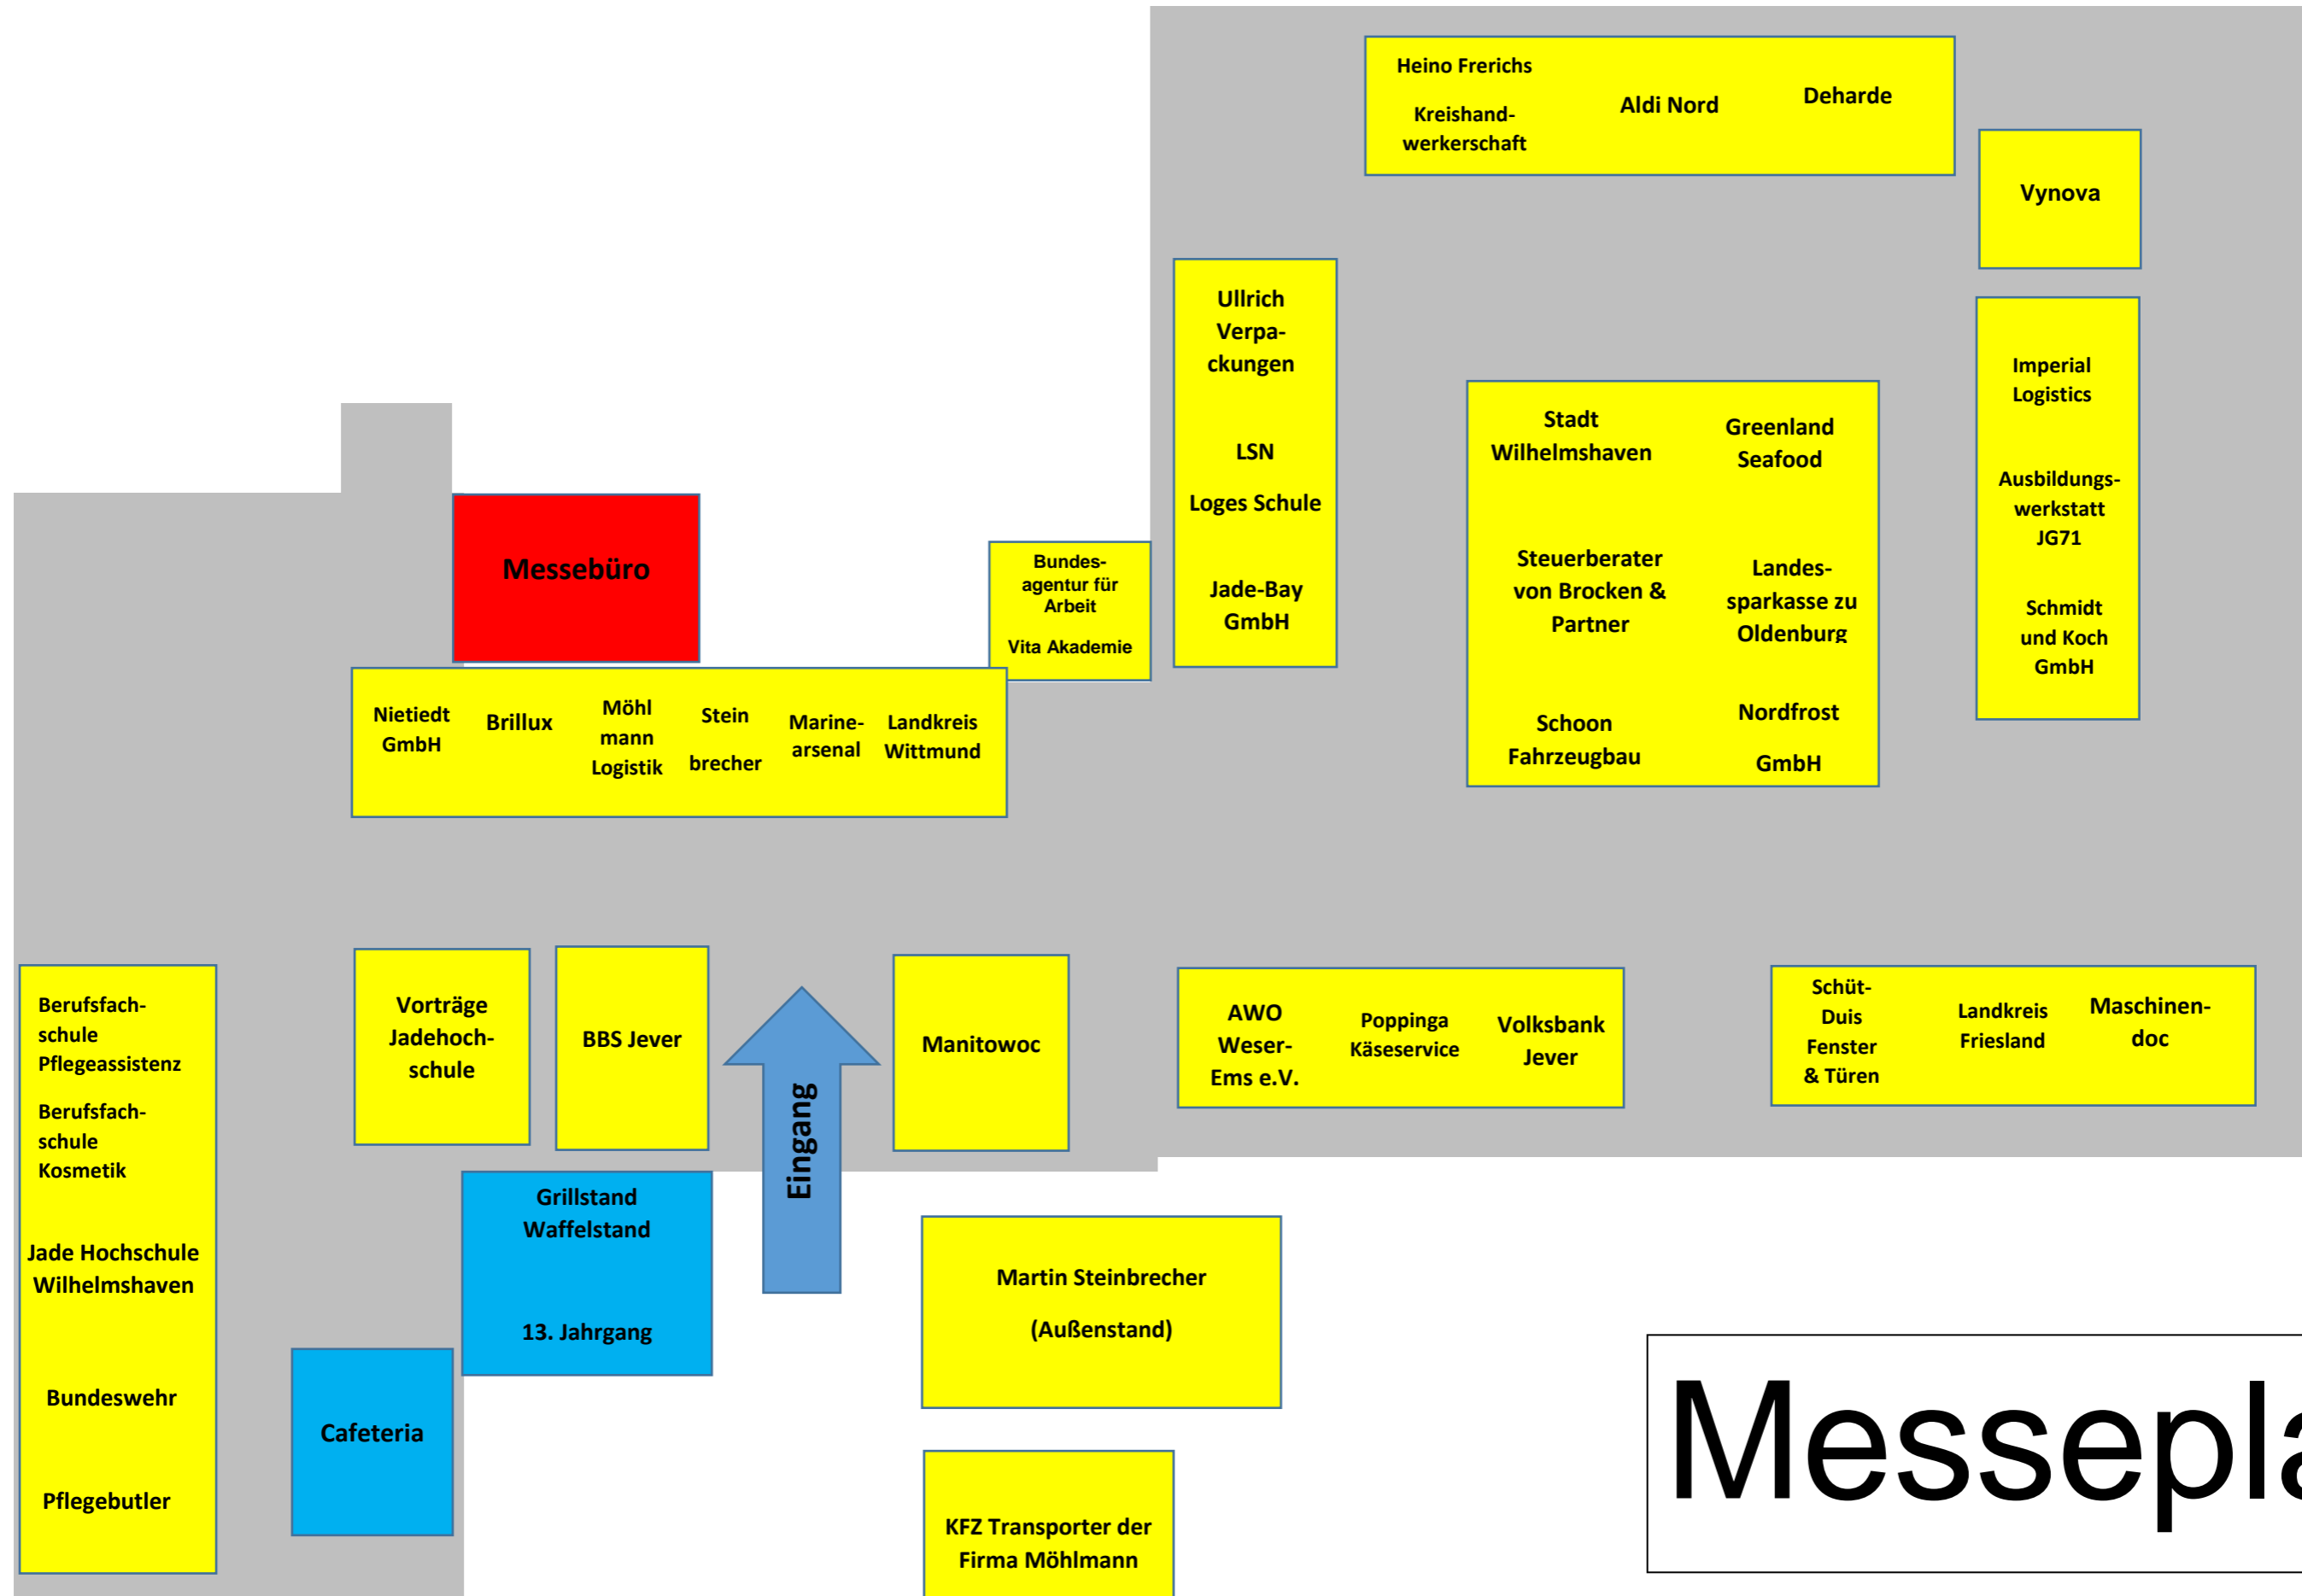 Heino Frerichs
Kreishand-
werkerschaft
Aldi Nord
Deharde
Vynova
Ullrich
Verpa-
ckungen
LSN
Loges Schule
Jade-Bay
GmbH
Stadt
Wilhelmshaven
Greenland
Seafood
Steuerberater
von Brocken &
Partner
Landes-
sparkasse zu
Oldenburg
Schoon
Fahrzeugbau
Nordfrost
GmbH
Imperial
Logistics
Ausbildungs-
werkstatt
JG71
Schmidt
und Koch
GmbH
Messebüro
Bundes-
agentur für
Arbeit
Vita Akademie
Nietiedt
GmbH
Brillux
Möhl
mann
Logistik
Stein
brecher
Marine-
arsenal
Landkreis
Wittmund
Berufsfach-
schule
Pflegeassistenz
Berufsfach-
schule
Kosmetik
Jade Hochschule
Wilhelmshaven
Bundeswehr
Pflegebutler
Vorträge
Jadehoch-
schule
BBS Jever
Eingang
Manitowoc
AWO
Weser-
Ems e.V.
Poppinga
Käseservice
Volksbank
Jever
Schüt-
Duis
Fenster
& Türen
Landkreis
Friesland
Maschinen-
doc
Grillstand
Waffelstand
13. Jahrgang
Cafeteria
Martin Steinbrecher
(Außenstand)
KFZ Transporter der
Firma Möhlmann
Messepla